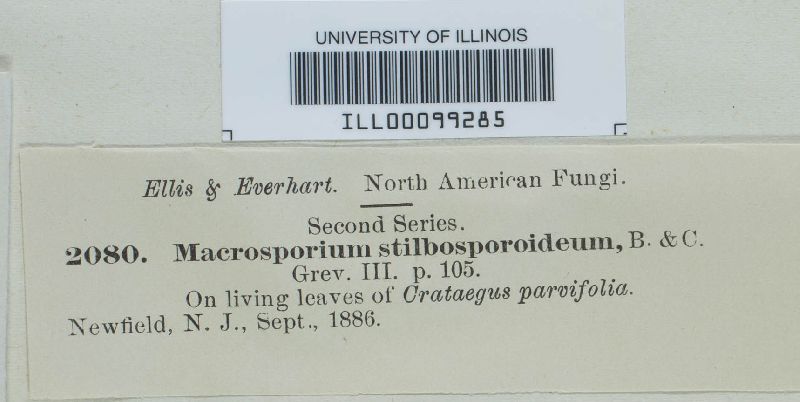 UNIVERSITY OF ILLINOIS
ILL00099285
Ellis & Everhart. North American Fungi.
Second Series.
2080. Macrosporium stilbosporoideum, B. & C.
Grev. III. p. 105.
On living leaves of Crataegus parvifolia.
Newfield, N. J., Sept., 1886.